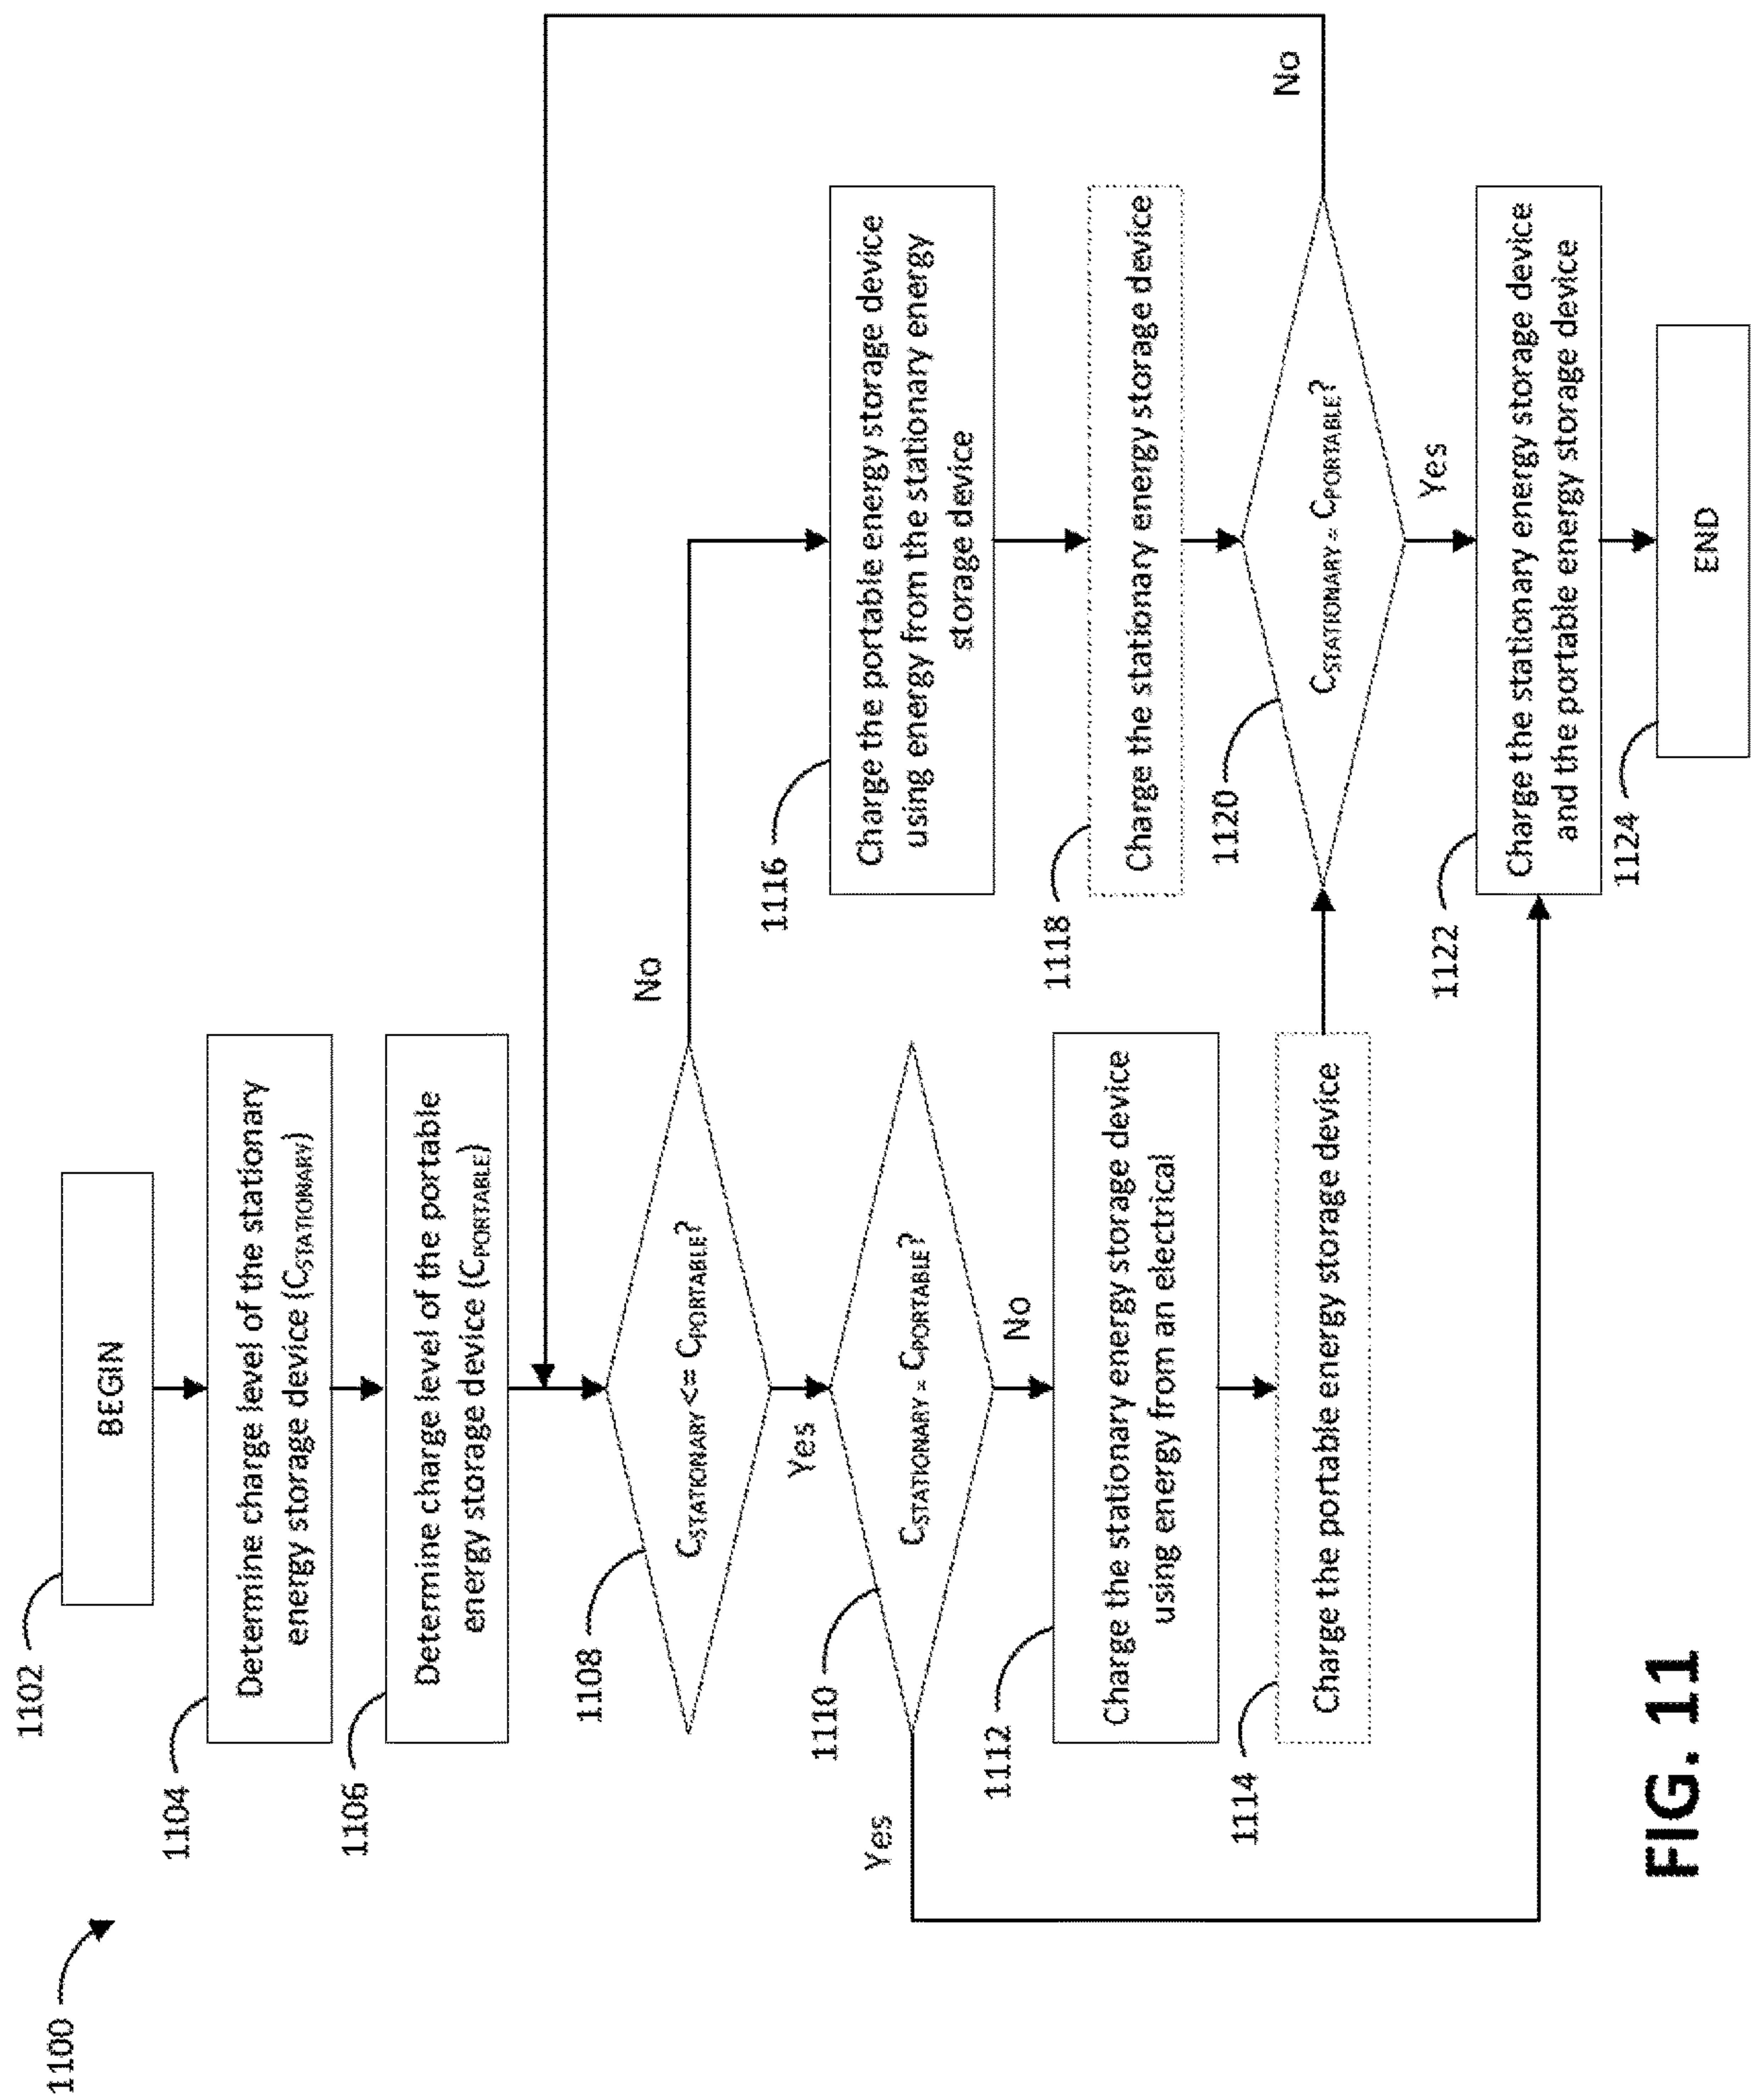 1100
1102
BEGIN
1104
Determine charge level of the stationary
energy storage device (CSTATIONARY)
1106
Determine charge level of the portable
energy storage device (CPORTABLE)
1108
CSTATIONARY <= CPORTABLE?
No
Yes
1110
CSTATIONARY = CPORTABLE?
Yes
No
1112
Charge the stationary energy storage device
using energy from an electrical
1114
Charge the portable energy storage device
1116
Charge the portable energy storage device
using energy from the stationary energy
storage device
1118
Charge the stationary energy storage device
1120
CSTATIONARY = CPORTABLE?
No
Yes
1122
Charge the stationary energy storage device
and the portable energy storage device
1124
END
FIG. 11